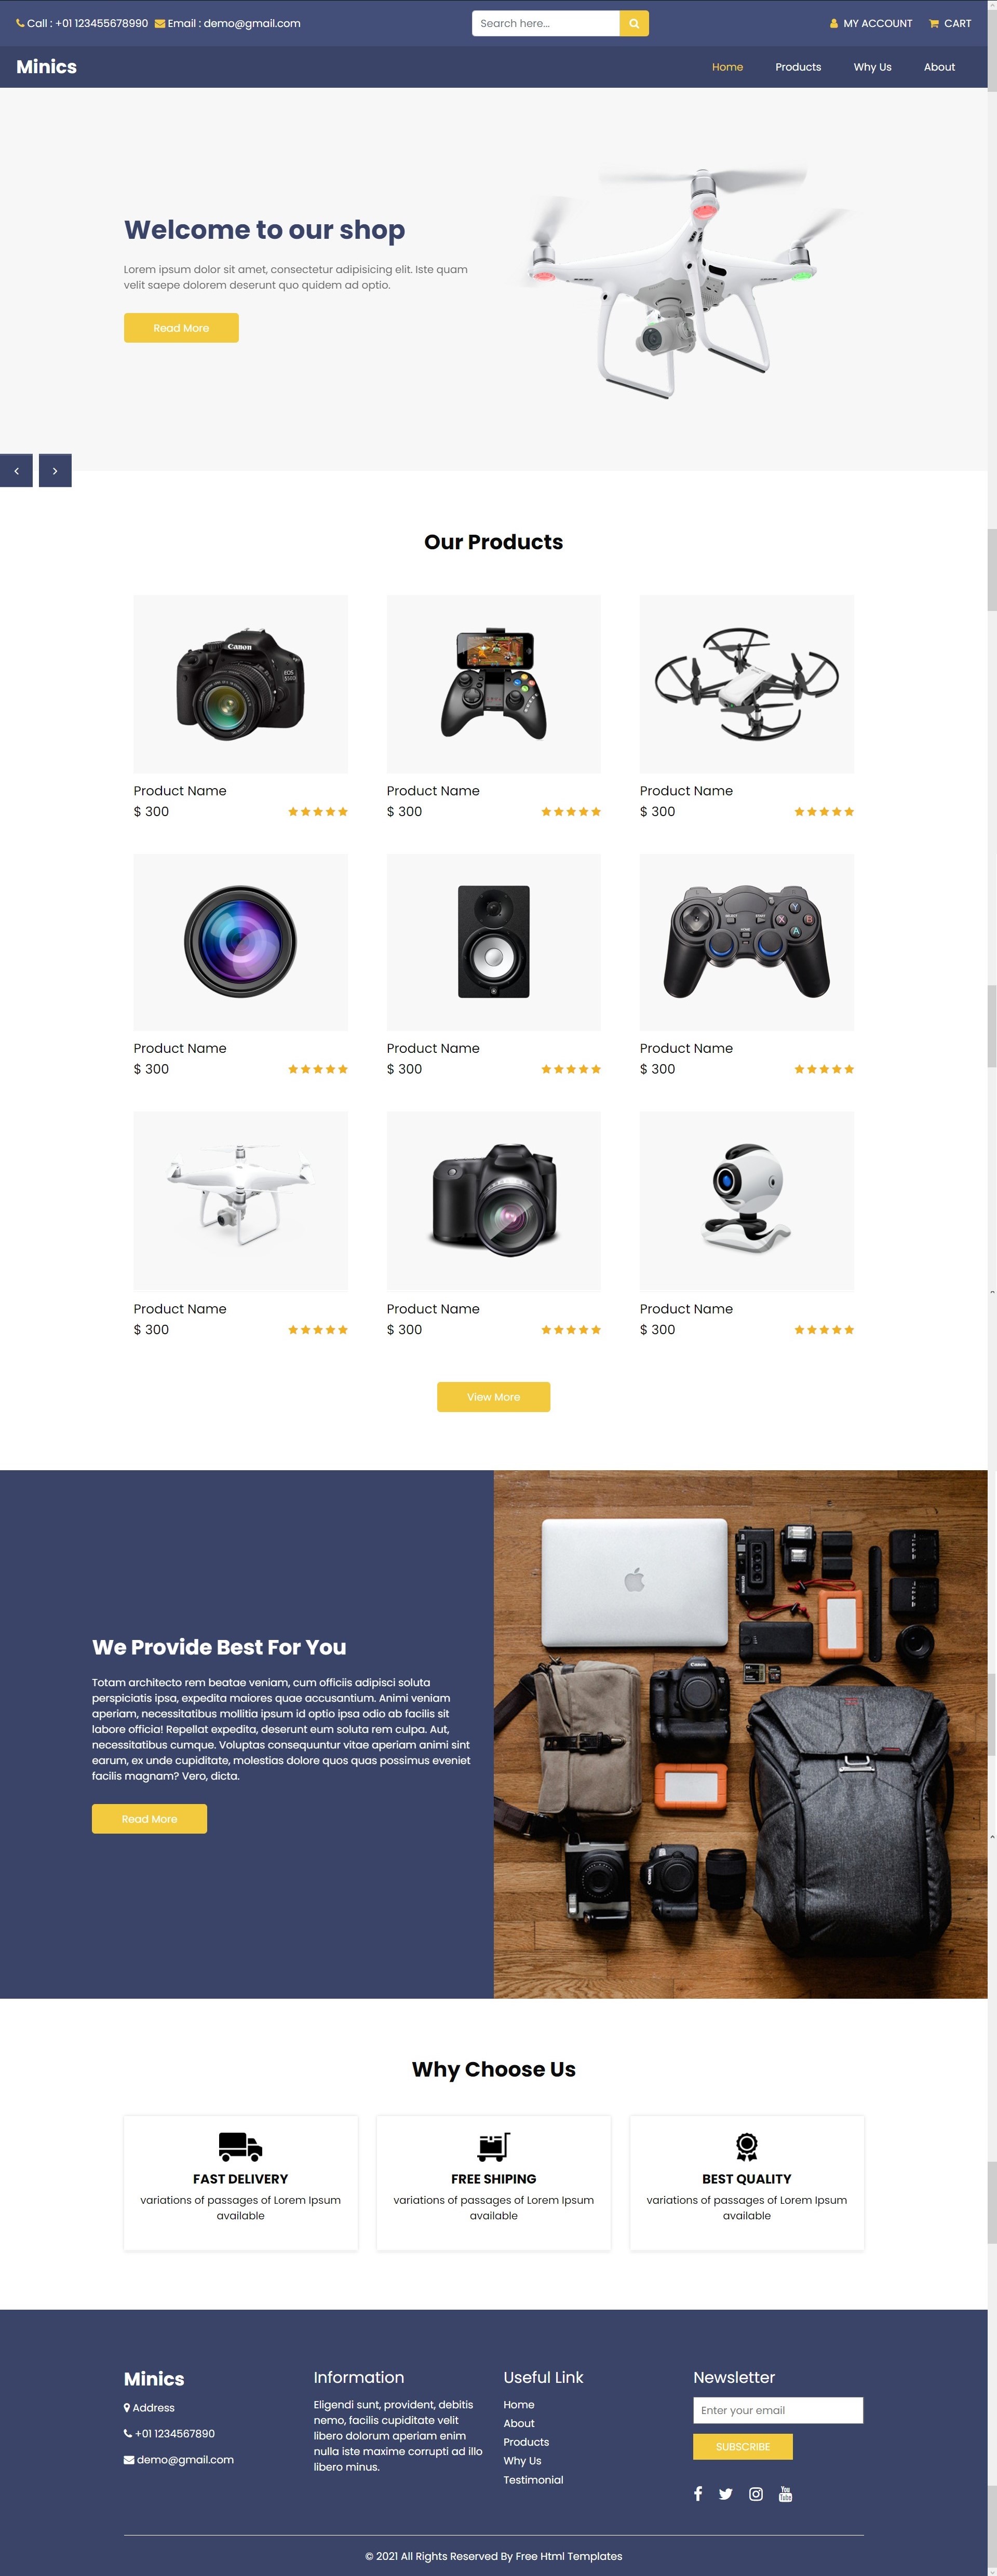 Call : +01 123455678990 Email : demo@gmail.com
Search here...
MY ACCOUNT CART
Minics
Home Products Why Us About
Welcome to our shop
Lorem ipsum dolor sit amet, consectetur adipisicing elit. Iste quam
velit saepe dolorem deserunt quo quidem ad optio.
Read More
Our Products
Canon
EOS
550D
Product Name
$ 300
Product Name
$ 300
Product Name
$ 300
Y
X B
A
Product Name
$ 300
Product Name
$ 300
Product Name
$ 300
Product Name
$ 300
Product Name
$ 300
Product Name
$ 300
View More
We Provide Best For You
Totam architecto rem beatae veniam, cum officiis adipisci soluta
perspiciatis ipsa, expedita maiores quae accusantium. Animi veniam
aperiam, necessitatibus mollitia ipsum id optio ipsa odio ab facilis sit
labore officia! Repellat expedita, deserunt eum soluta rem culpa. Aut,
necessitatibus cumque. Voluptas consequuntur vitae aperiam animi sint
earum, ex unde cupiditate, molestias dolore quos quas possimus eveniet
facilis magnam? Vero, dicta.
Read More
Canon
Canon
Why Choose Us
FAST DELIVERY
variations of passages of Lorem Ipsum
available
FREE SHIPING
variations of passages of Lorem Ipsum
available
BEST QUALITY
variations of passages of Lorem Ipsum
available
Minics
Address
+01 1234567890
demo@gmail.com
Information
Eligendi sunt, provident, debitis
nemo, facilis cupiditate velit
libero dolorum aperiam enim
nulla iste maxime corrupti ad illo
libero minus.
Useful Link
Home
About
Products
Why Us
Testimonial
Newsletter
Enter your email
SUBSCRIBE
You
Tube
© 2021 All Rights Reserved By Free Html Templates